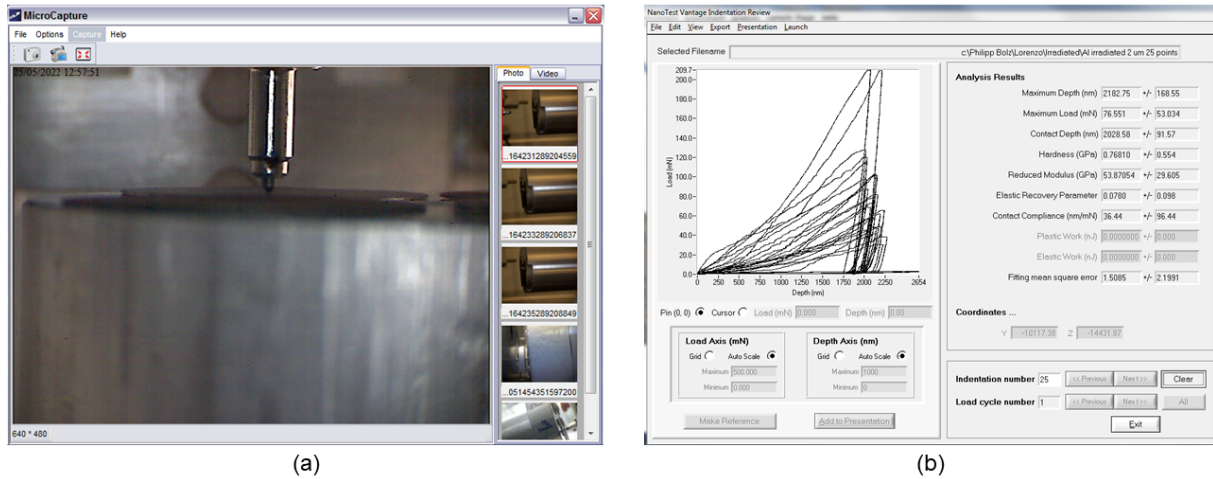 MicroCapture
File Options Capture Help
25/05/2022 12:57:51
Photo Video
...164231289204559
...164233289206837
...164235289208849
...051454351597200
640 * 480
(a)
NanoTest Vantage Indentation Review
File Edit View Export Presentation Launch
Selected Filename c:\Philipp Bolz\Lorenzo\Irradiated\Al irradiated 2 um 25 points
209.7
200.0
180.0
160.0
140.0
120.0
100.0
80.0
60.0
40.0
20.0
0.0
Load (mN)
0 250 500 750 1000 1250 1500 1750 2000 2250 2654
Depth (nm)
Pin (0, 0) Cursor Load (mN) 0.000 Depth (nm) 0.00
Load Axis (mN)
Grid Auto Scale
Maximum 500.000
Minimum 0.000
Depth Axis (nm)
Grid Auto Scale
Maximum 1000
Minimum 0
Make Reference Add to Presentation
Analysis Results
Maximum Depth (nm) 2182.75 +/- 168.55
Maximum Load (mN) 76.551 +/- 53.034
Contact Depth (nm) 2028.58 +/- 91.57
Hardness (GPa) 0.76810 +/- 0.554
Reduced Modulus (GPa) 53.87054 +/- 29.605
Elastic Recovery Parameter 0.0780 +/- 0.098
Contact Compliance (nm/mN) 36.44 +/- 96.44
Plastic Work (nJ) 0.0000000 +/- 0.000
Elastic Work (nJ) 0.0000000 +/- 0.000
Fitting mean square error 1.5085 +/- 2.1991
Coordinates ...
Y -10117.38 Z -14431.97
Indentation number 25 << Previous Next >> Clear
Load cycle number 1 << Previous Next >> All
Exit
(b)